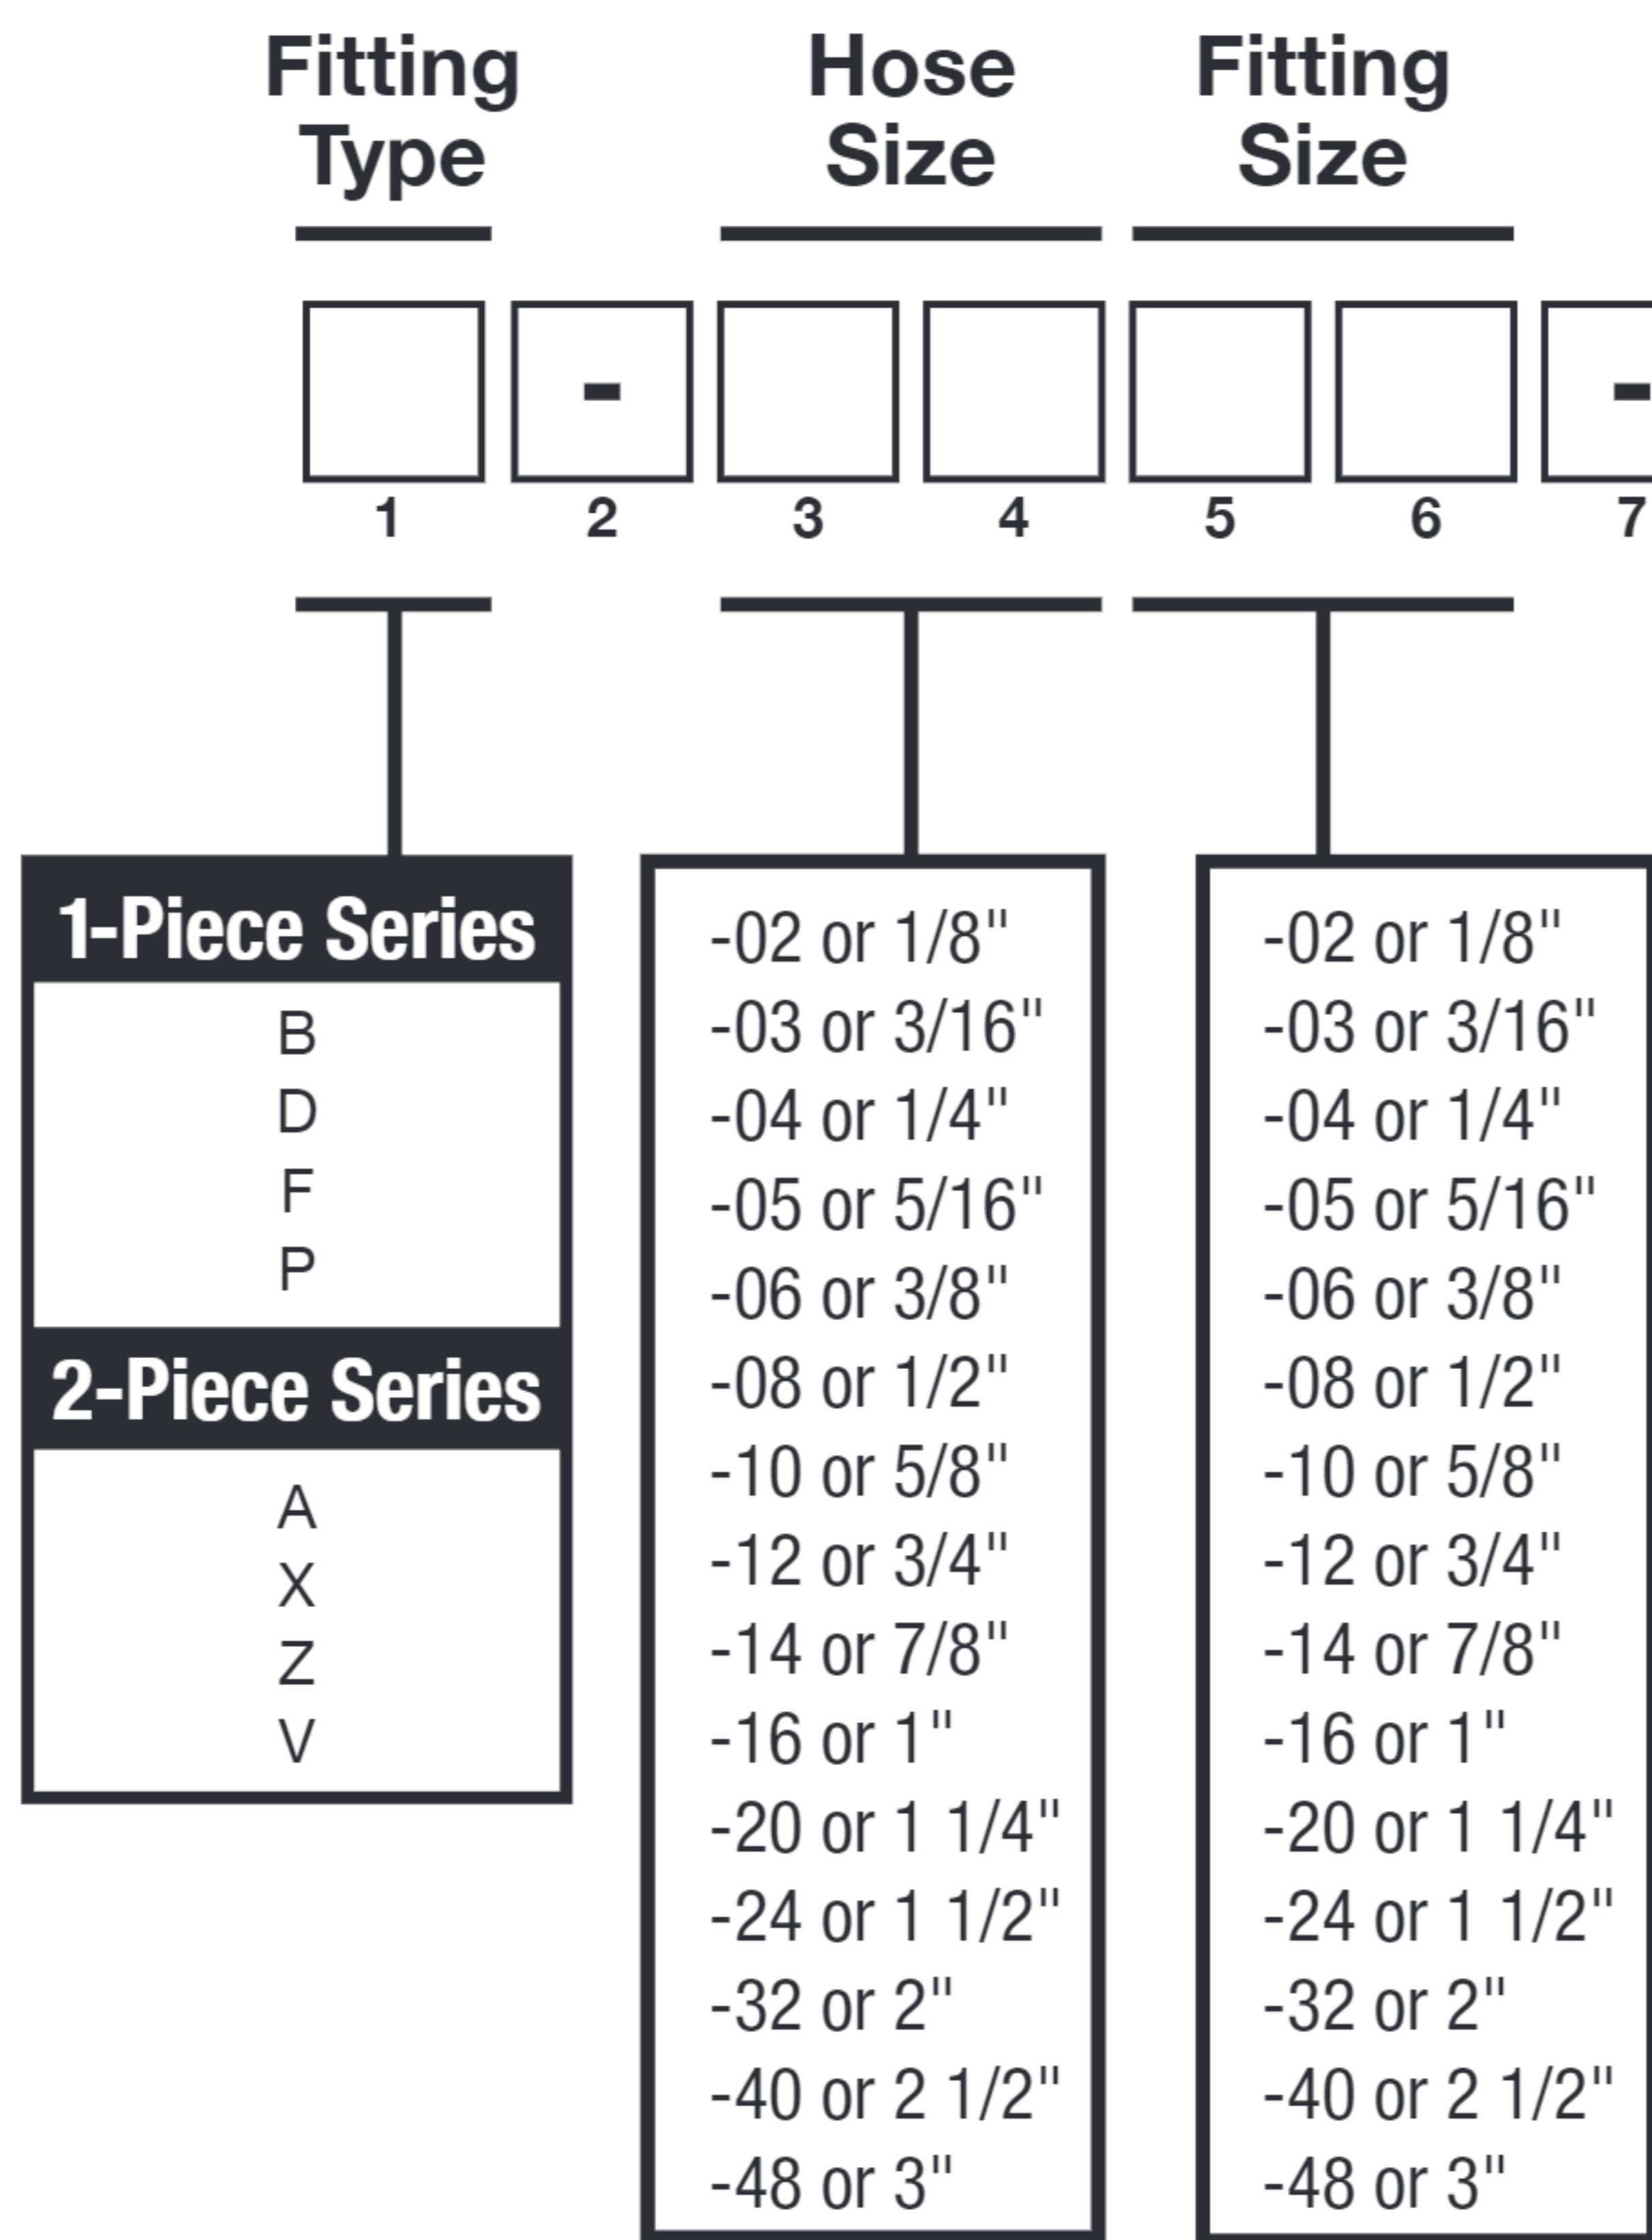 Fitting
Type
Hose
Size
Fitting
Size
-
-
1
2
3
4
5
6
7
1-Piece Series
B
D
F
P
2-Piece Series
A
X
Z
V
-02 or 1/8"
-03 or 3/16"
-04 or 1/4"
-05 or 5/16"
-06 or 3/8"
-08 or 1/2"
-10 or 5/8"
-12 or 3/4"
-14 or 7/8"
-16 or 1"
-20 or 1 1/4"
-24 or 1 1/2"
-32 or 2"
-40 or 2 1/2"
-48 or 3"
-02 or 1/8"
-03 or 3/16"
-04 or 1/4"
-05 or 5/16"
-06 or 3/8"
-08 or 1/2"
-10 or 5/8"
-12 or 3/4"
-14 or 7/8"
-16 or 1"
-20 or 1 1/4"
-24 or 1 1/2"
-32 or 2"
-40 or 2 1/2"
-48 or 3"